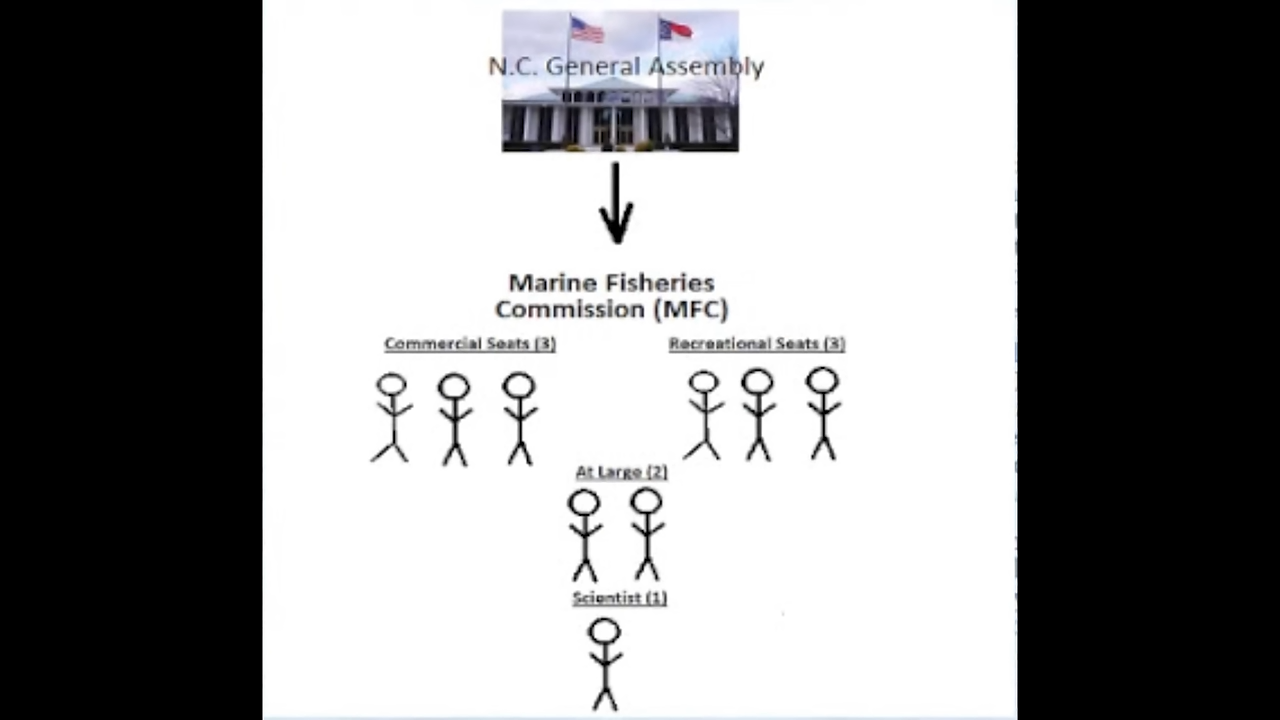 N.C. General Assembly
Marine Fisheries
Commission (MFC)
Commercial Seats (3)
Recreational Seats (3)
At Large (2)
Scientist (1)